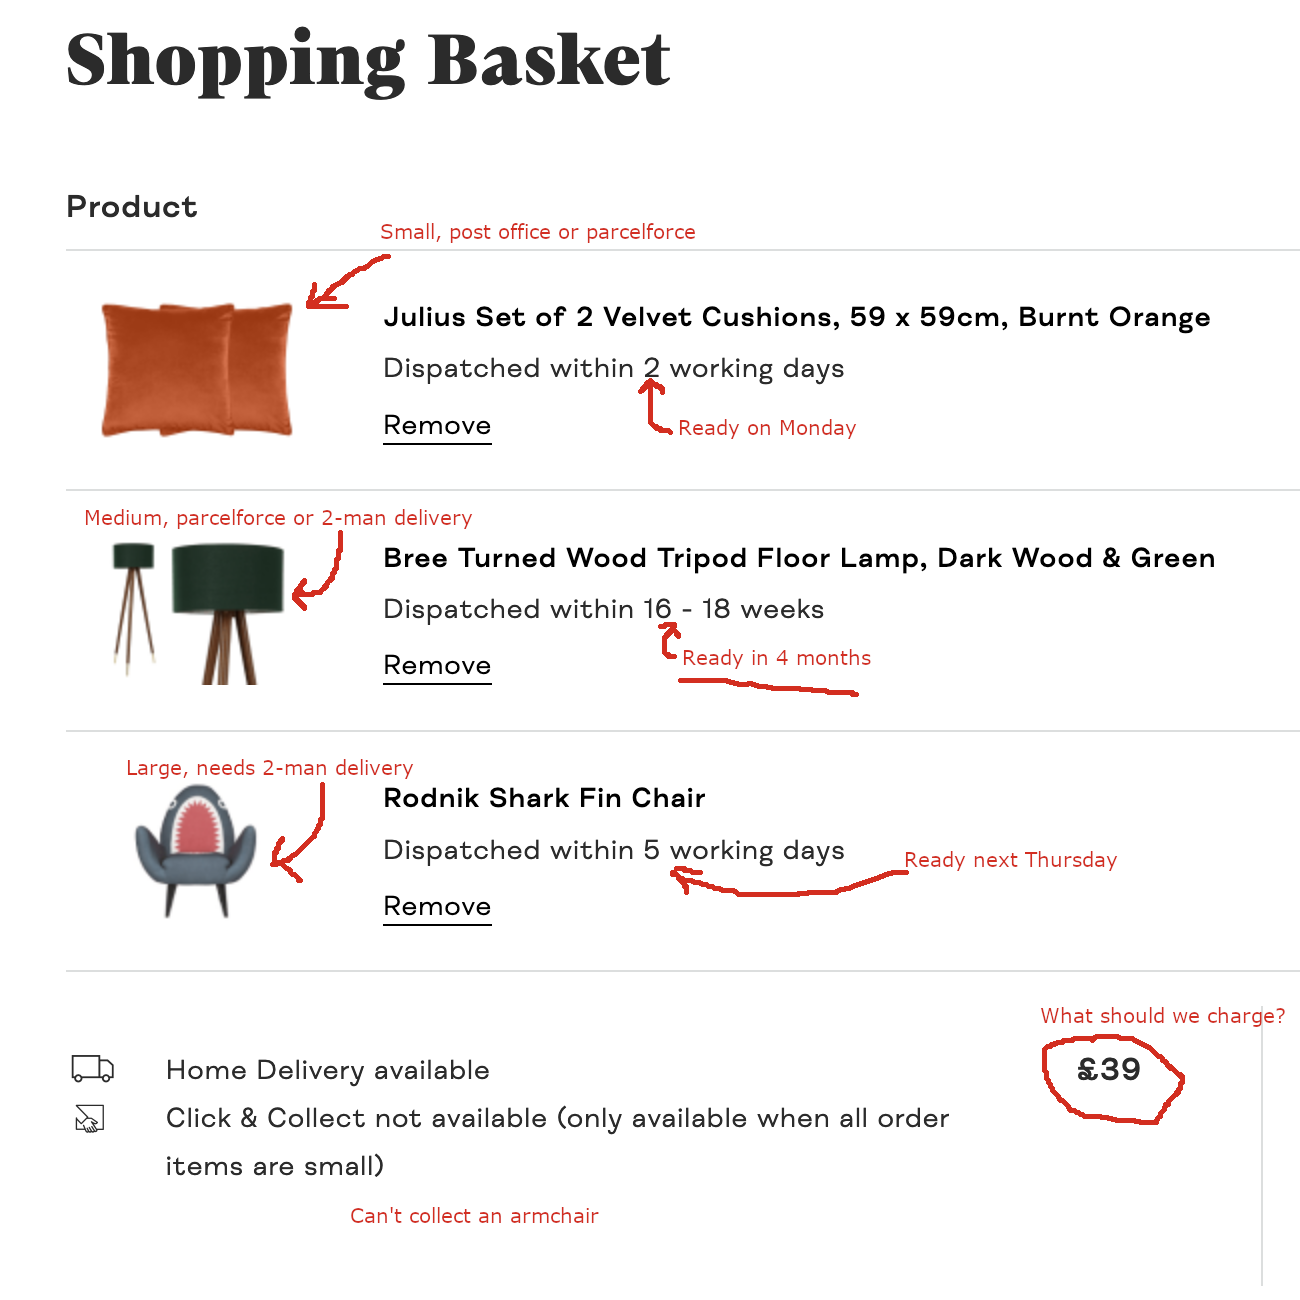 Shopping Basket
Product
Small, post office or parcelforce
Julius Set of 2 Velvet Cushions, 59 x 59cm, Burnt Orange
Dispatched within 2 working days
Remove
Ready on Monday
Medium, parcelforce or 2-man delivery
Bree Turned Wood Tripod Floor Lamp, Dark Wood & Green
Dispatched within 16 - 18 weeks
Remove
Ready in 4 months
Large, needs 2-man delivery
Rodnik Shark Fin Chair
Dispatched within 5 working days
Ready next Thursday
Remove
What should we charge?
Home Delivery available
£39
Click & Collect not available (only available when all order
items are small)
Can't collect an armchair